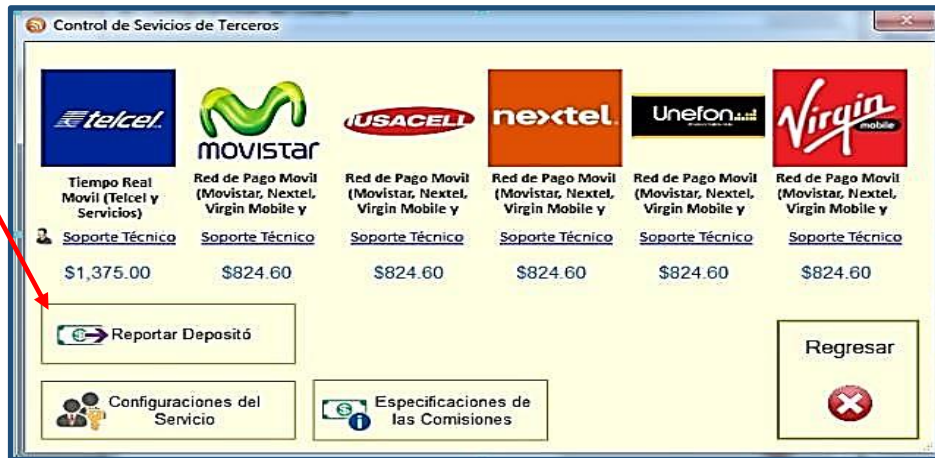 Control de Sevicios de Terceros
telcel
movistar
IUSACELL
nextel
Unefon
Virgin
mobile
Tiempo Real
Movil (Telcel y
Servicios)
Red de Pago Movil
(Movistar, Nextel,
Virgin Mobile y
Red de Pago Movil
(Movistar, Nextel,
Virgin Mobile y
Red de Pago Movil
(Movistar, Nextel,
Virgin Mobile y
Red de Pago Movil
(Movistar, Nextel,
Virgin Mobile y
Red de Pago Movil
(Movistar, Nextel,
Virgin Mobile y
Soporte Técnico
Soporte Técnico
Soporte Técnico
Soporte Técnico
Soporte Técnico
Soporte Técnico
$1,375.00
$824.60
$824.60
$824.60
$824.60
$824.60
Reportar Depositó
Configuraciones del
Servicio
Especificaciones de
las Comisiones
Regresar